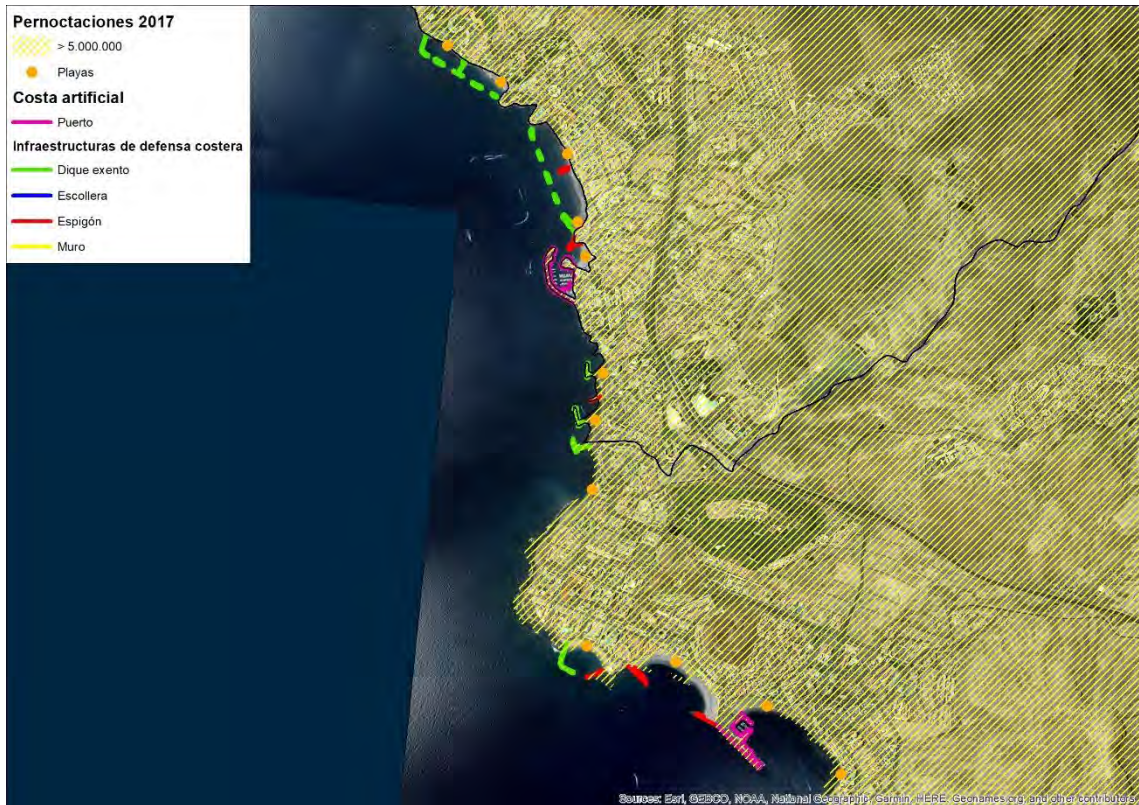 Pernoctaciones 2017
> 5.000.000
Playas
Costa artificial
Puerto
Infraestructuras de defensa costera
Dique exento
Escollera
Espigón
Muro
Sources: Esri, GEBCO, NOAA, National Geographic, Garmin, HERE, Geonames.org, and other contributors